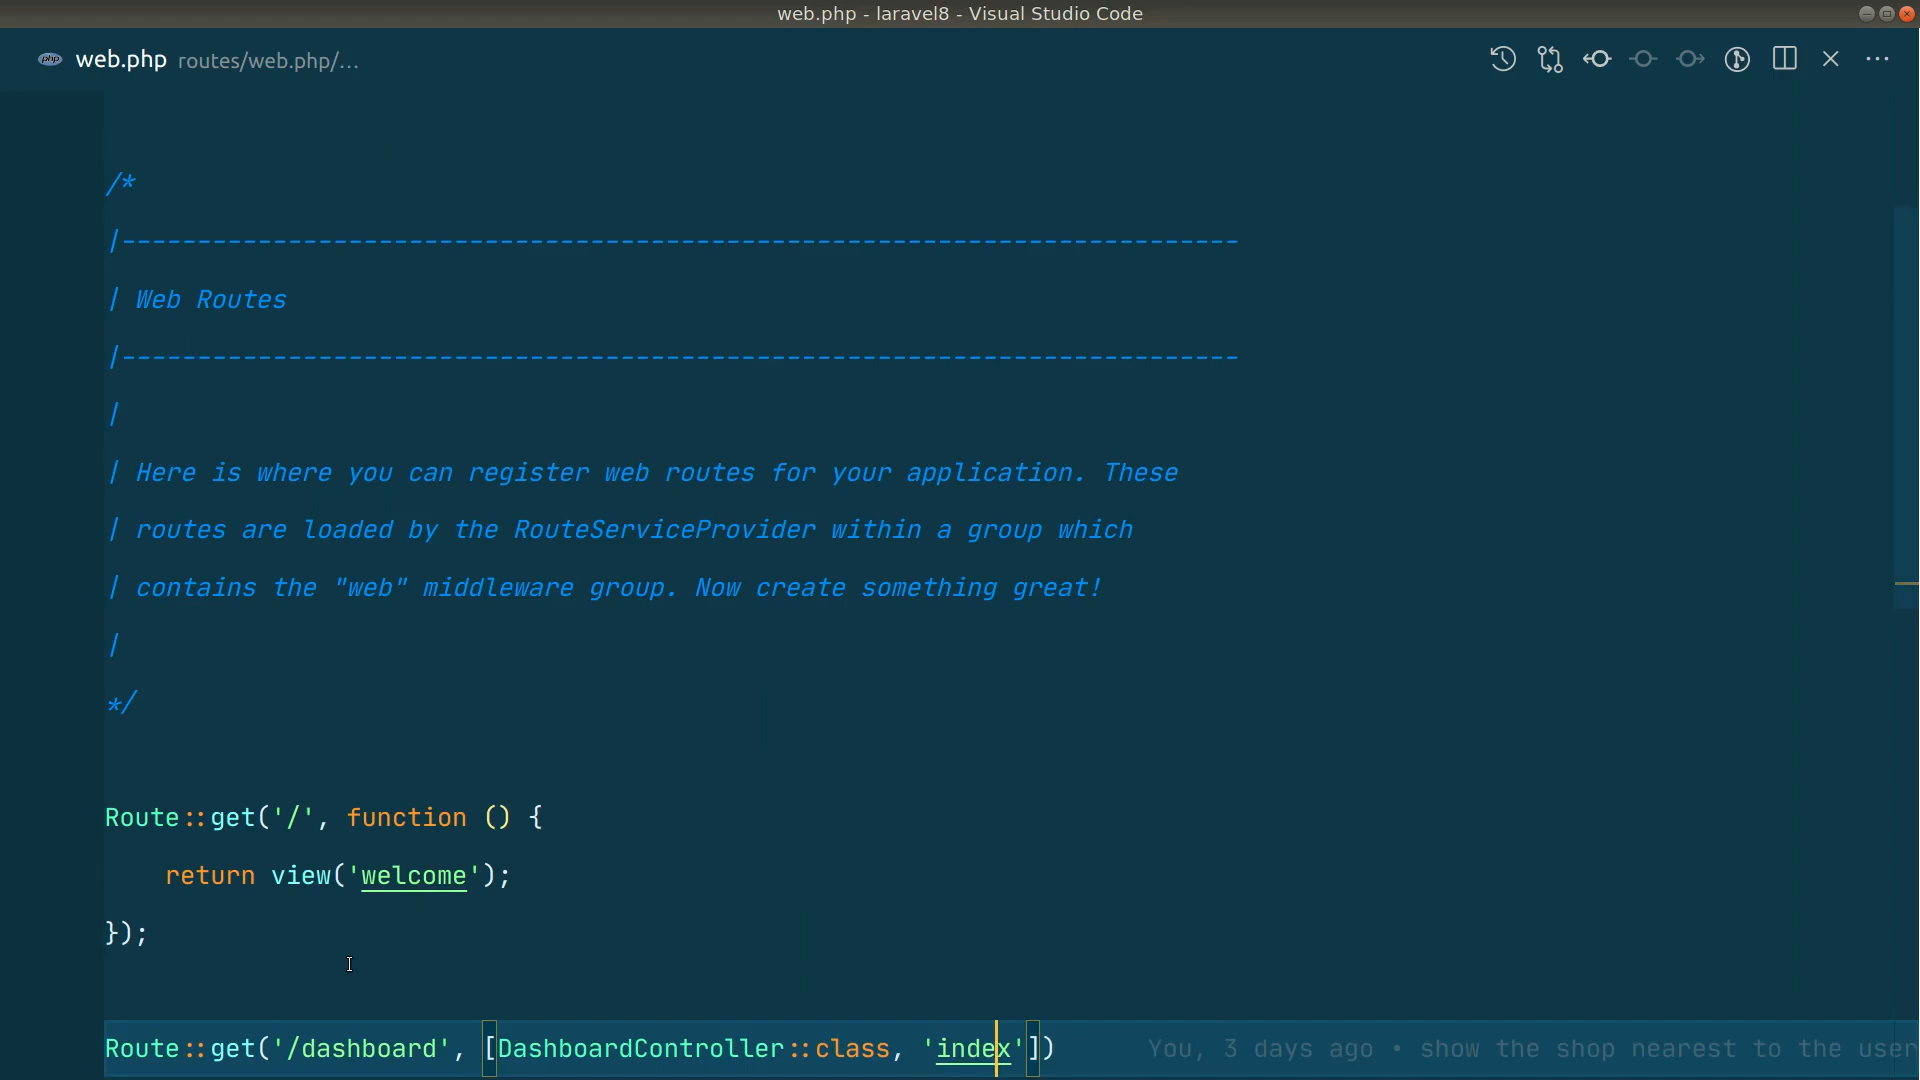 web.php - laravel8 - Visual Studio Code
php web.php routes/web.php/...
/*
|--------------------------------------------------------------------------
| Web Routes
|--------------------------------------------------------------------------
|
| Here is where you can register web routes for your application. These
| routes are loaded by the RouteServiceProvider within a group which
| contains the "web" middleware group. Now create something great!
|
*/
Route::get('/', function () {
    return view('welcome');
});
Route::get('/dashboard', [DashboardController::class, 'index']) You, 3 days ago • show the shop nearest to the user